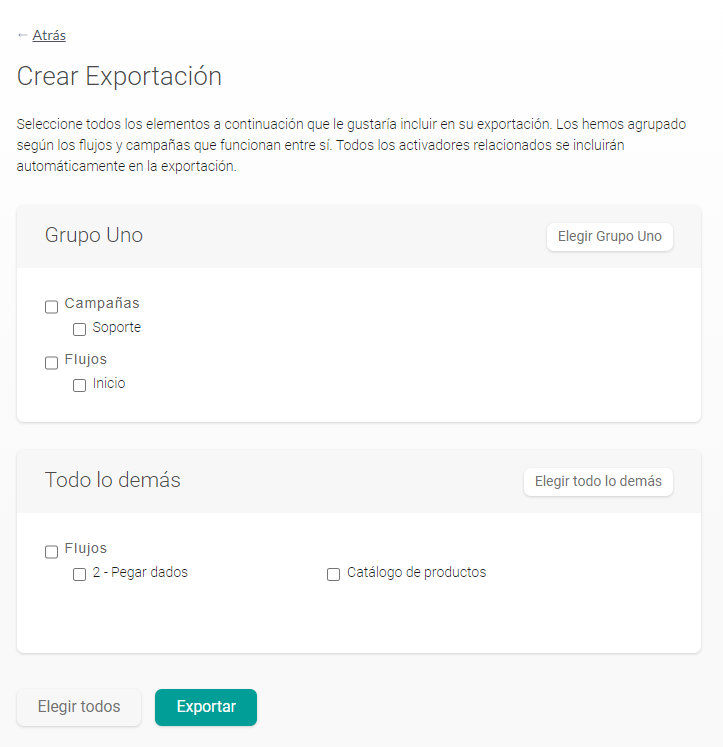 ← Atrás
Crear Exportación
Seleccione todos los elementos a continuación que le gustaría incluir en su exportación. Los hemos agrupado
según los flujos y campañas que funcionan entre sí. Todos los activadores relacionados se incluirán
automáticamente en la exportación.
Grupo Uno
Elegir Grupo Uno
Campañas
Soporte
Flujos
Inicio
Todo lo demás
Elegir todo lo demás
Flujos
2 - Pegar dados
Catálogo de productos
Elegir todos
Exportar